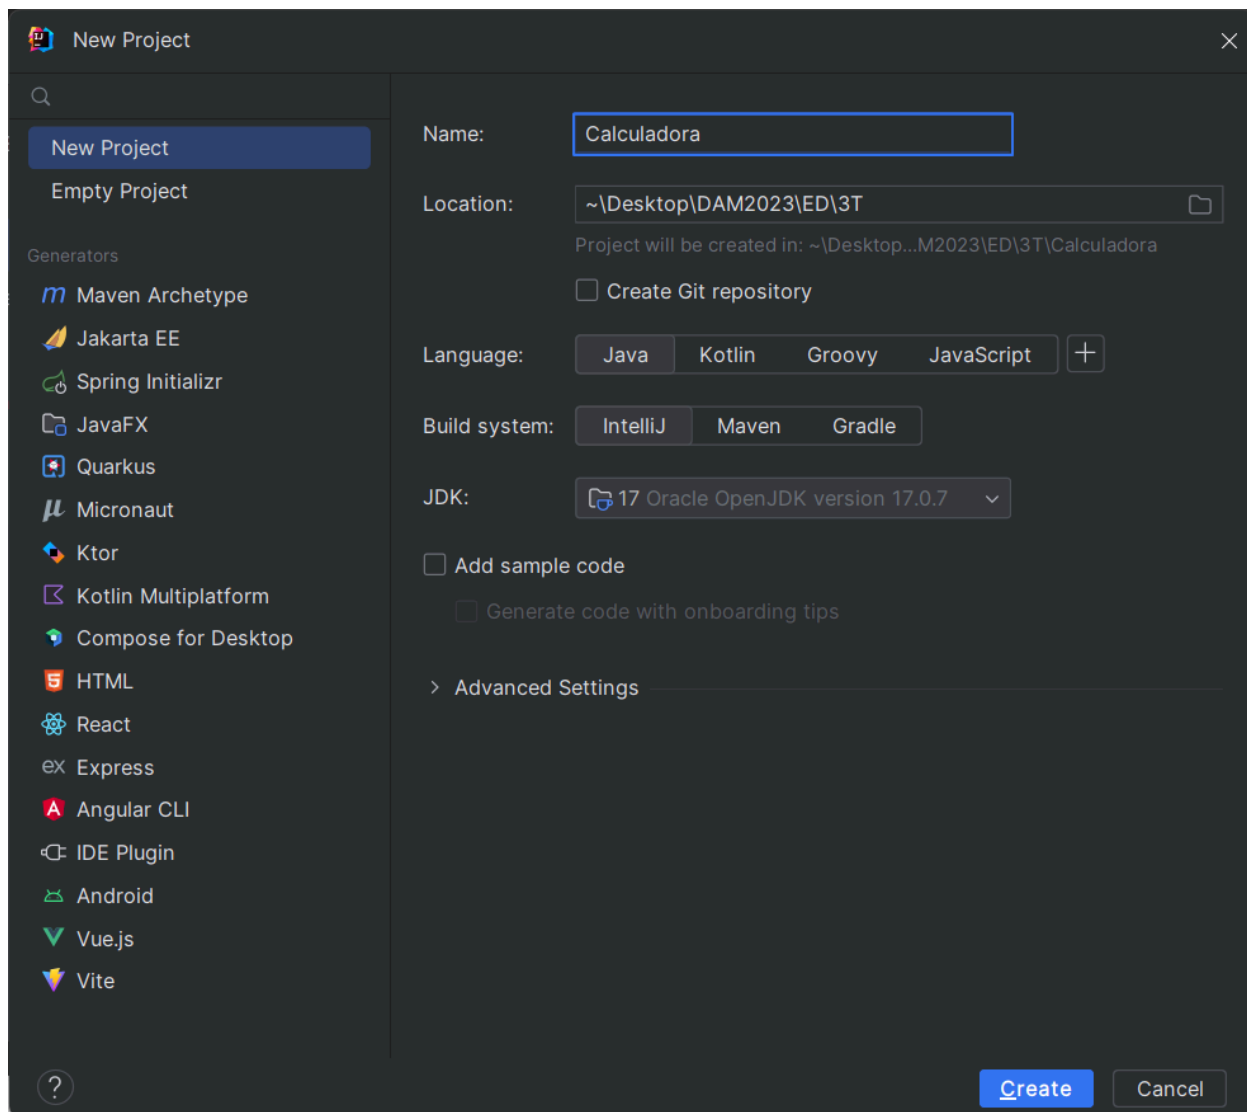 New Project
New Project
Empty Project
Generators
Maven Archetype
Jakarta EE
Spring Initializr
JavaFX
Quarkus
Micronaut
Ktor
Kotlin Multiplatform
Compose for Desktop
HTML
React
ex Express
Angular CLI
IDE Plugin
Android
Vue.js
Vite
Name: Calculadora
Location: ~\Desktop\DAM2023\ED\3T
Project will be created in: ~\Desktop...M2023\ED\3T\Calculadora
Create Git repository
Language: Java Kotlin Groovy JavaScript
Build system: IntelliJ Maven Gradle
JDK: 17 Oracle OpenJDK version 17.0.7
Add sample code
Generate code with onboarding tips
Advanced Settings
? Create Cancel